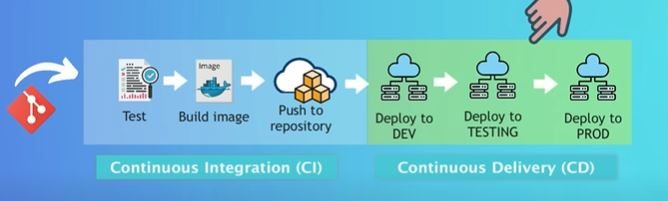 Image
Test
Build image
Push to
repository
Deploy to
DEV
Deploy to
TESTING
Deploy to
PROD
Continuous Integration (CI)
Continuous Delivery (CD)